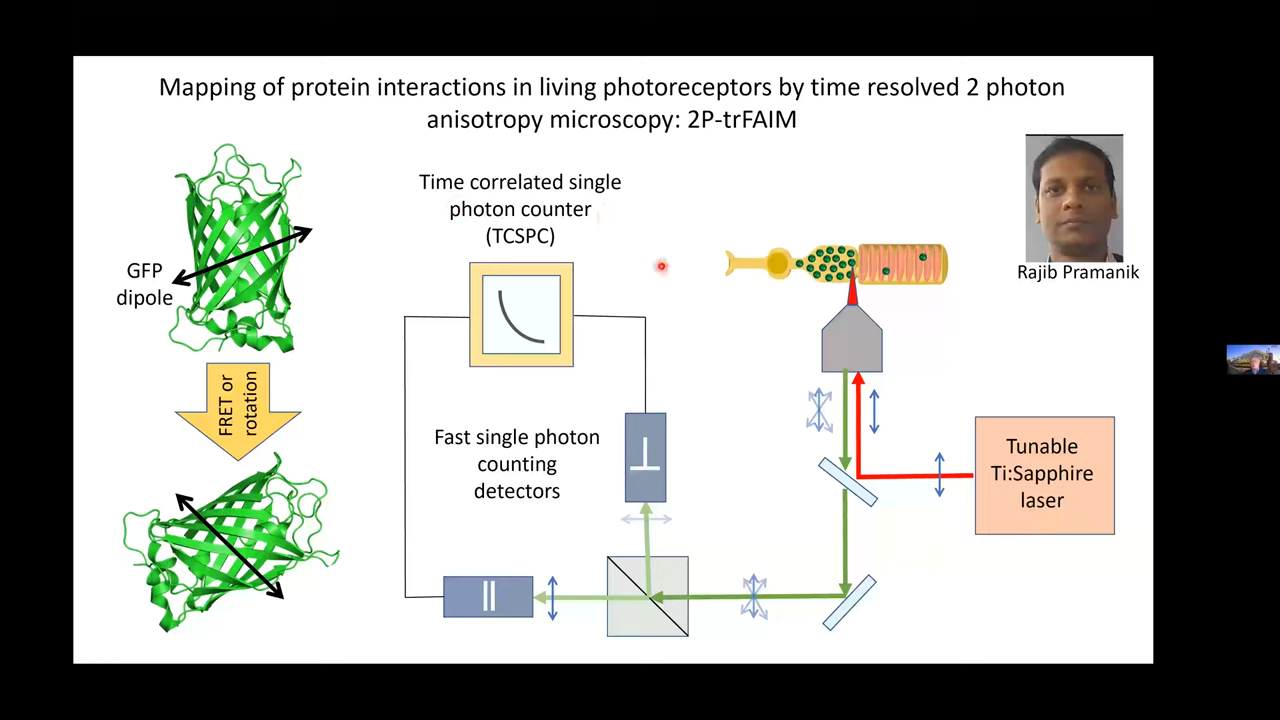 Mapping of protein interactions in living photoreceptors by time resolved 2 photon
anisotropy microscopy: 2P-trFAIM
Time correlated single
photon counter
(TCSPC)
GFP
dipole
Rajib Pramanik
FRET or
rotation
Fast single photon
counting
detectors
Tunable
Ti:Sapphire
laser